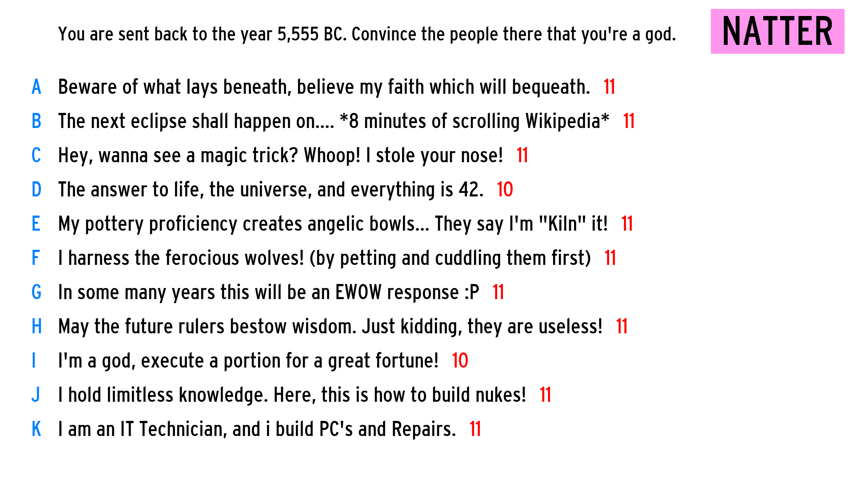 You are sent back to the year 5,555 BC. Convince the people there that you're a god.
NATTER
A Beware of what lays beneath, believe my faith which will bequeath. 11
B The next eclipse shall happen on.... *8 minutes of scrolling Wikipedia* 11
C Hey, wanna see a magic trick? Whoop! I stole your nose! 11
D The answer to life, the universe, and everything is 42. 10
E My pottery proficiency creates angelic bowls... They say I'm "Kiln" it! 11
F I harness the ferocious wolves! (by petting and cuddling them first) 11
G In some many years this will be an EWOW response :P 11
H May the future rulers bestow wisdom. Just kidding, they are useless! 11
I I'm a god, execute a portion for a great fortune! 10
J I hold limitless knowledge. Here, this is how to build nukes! 11
K I am an IT Technician, and i build PC's and Repairs. 11